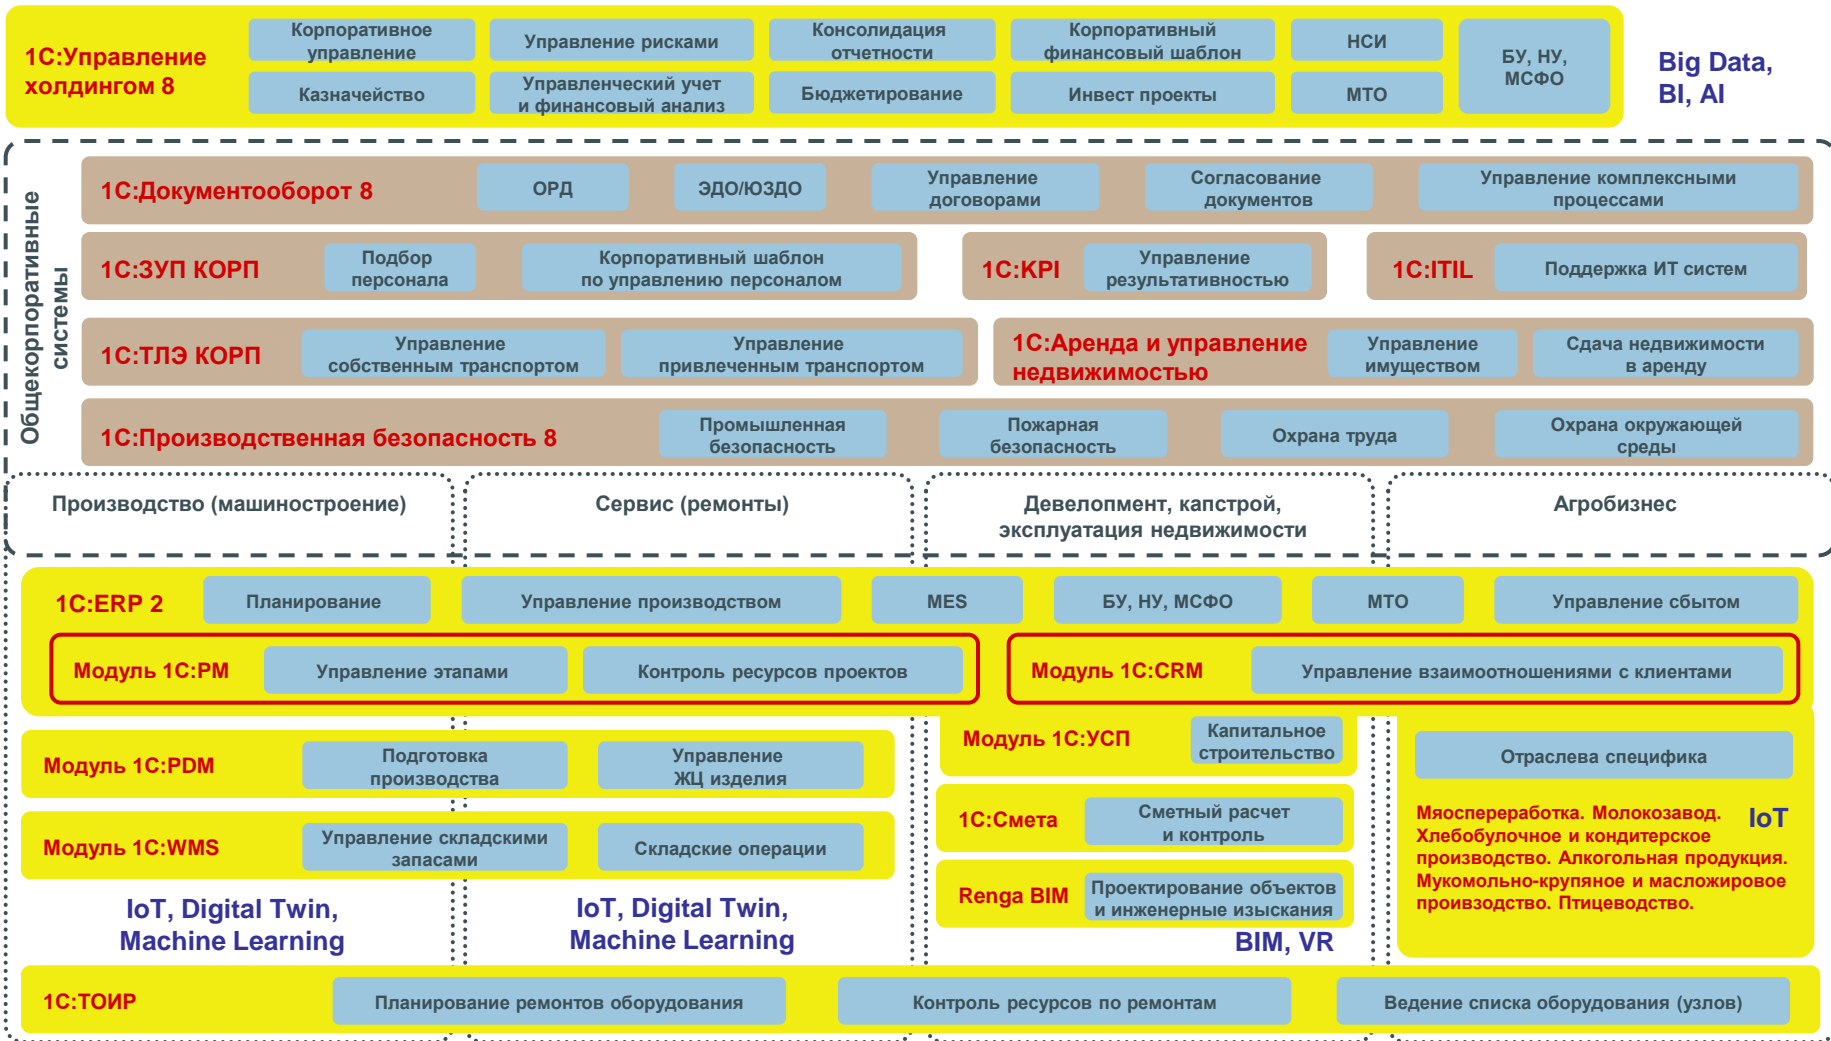 1С:Управление
холдингом 8
Корпоративное
управление
Управление рисками
Консолидация
отчетности
Корпоративный
финансовый шаблон
НСИ
БУ, НУ,
МСФО
Казначейство
Управленческий учет
и финансовый анализ
Бюджетирование
Инвест проекты
МТО
Big Data,
BI, AI
Общекорпоративные
системы
1С:Документооборот 8
ОРД
ЭДО/ЮЗДО
Управление
договорами
Согласование
документов
Управление комплексными
процессами
1С:ЗУП КОРП
Подбор
персонала
Корпоративный шаблон
по управлению персоналом
1С:KPI
Управление
результативностью
1С:ITIL
Поддержка ИТ систем
1С:ТЛЭ КОРП
Управление
собственным транспортом
Управление
привлеченным транспортом
1С:Аренда и управление
недвижимостью
Управление
имуществом
Сдача недвижимости
в аренду
1С:Производственная безопасность 8
Промышленная
безопасность
Пожарная
безопасность
Охрана труда
Охрана окружающей
среды
Производство (машиностроение)
Сервис (ремонты)
Девелопмент, капстрой,
эксплуатация недвижимости
Агробизнес
1С:ERP 2
Планирование
Управление производством
MES
БУ, НУ, МСФО
МТО
Управление сбытом
Модуль 1С:PM
Управление этапами
Контроль ресурсов проектов
Модуль 1С:CRM
Управление взаимоотношениями с клиентами
Модуль 1С:PDM
Подготовка
производства
Управление
ЖЦ изделия
Модуль 1С:WMS
Управление складскими
запасами
Складские операции
IoT, Digital Twin,
Machine Learning
IoT, Digital Twin,
Machine Learning
Модуль 1С:УСП
Капитальное
строительство
1С:Смета
Сметный расчет
и контроль
Renga BIM
Проектирование объектов
и инженерные изыскания
BIM, VR
Отраслева специфика
Мяоспереработка. Молокозавод.
IoT
Хлебобулочное и кондитерское
производство. Алкогольная продукция.
Мукомольно-крупяное и масложировое
проивзодство. Птицеводство.
1С:ТОИР
Планирование ремонтов оборудования
Контроль ресурсов по ремонтам
Ведение списка оборудования (узлов)